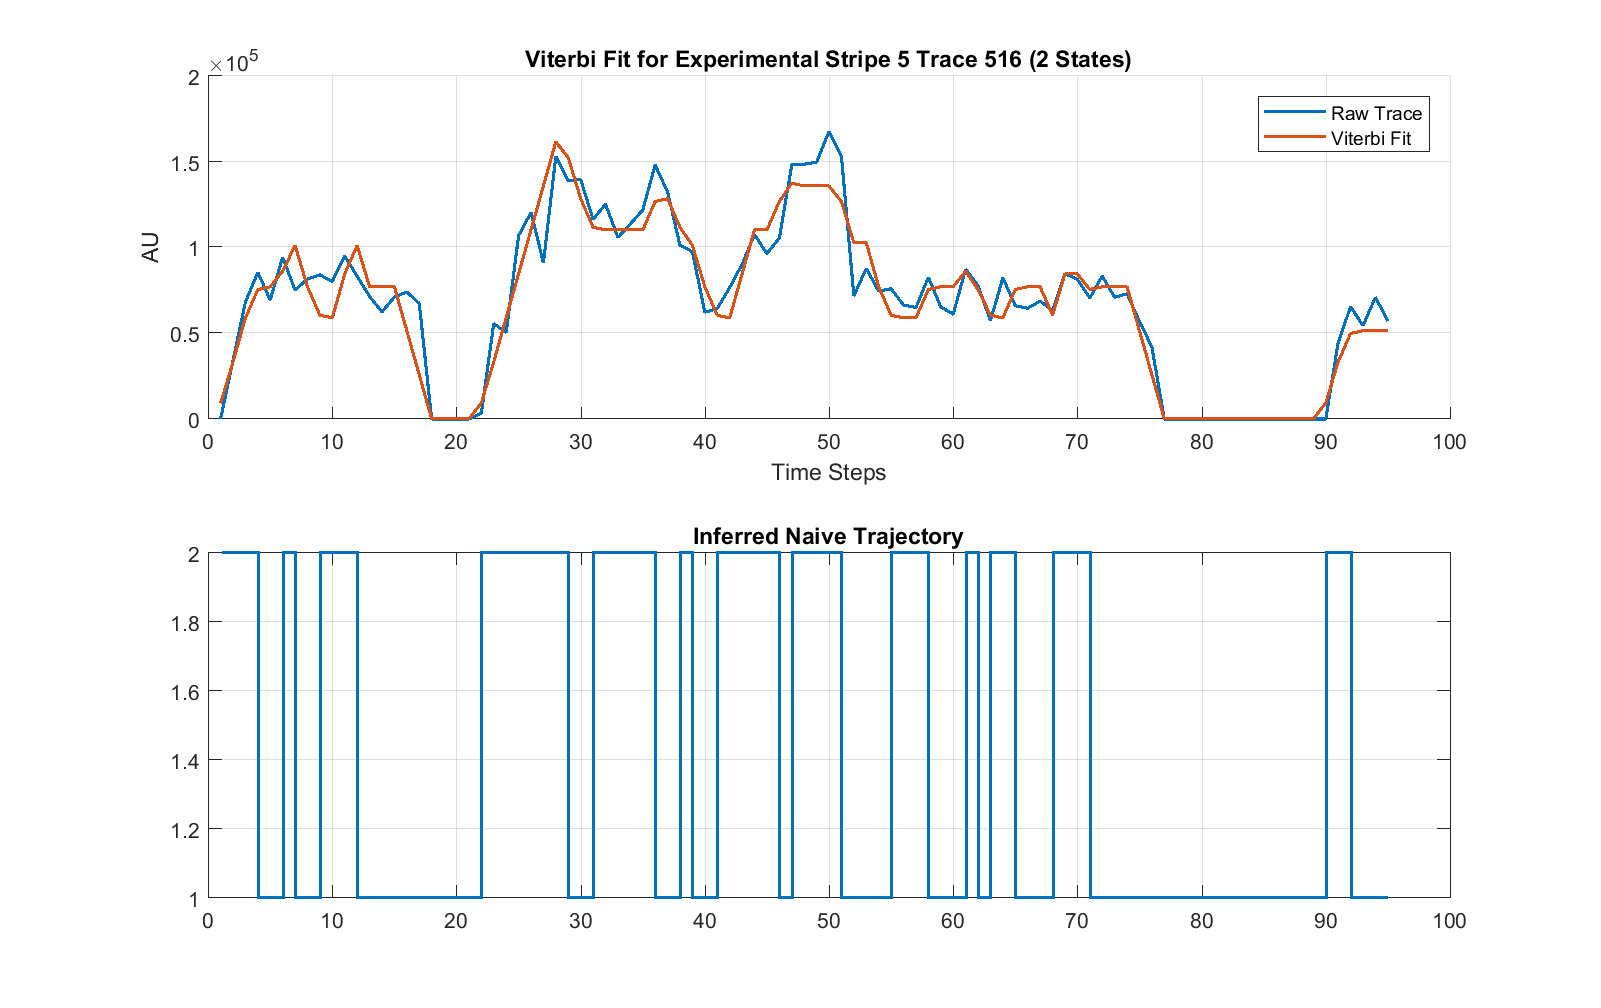 Viterbi Fit for Experimental Stripe 5 Trace 516 (2 States)
×10^5
2
1.5
1
0.5
0
AU
Raw Trace
Viterbi Fit
0 10 20 30 40 50 60 70 80 90 100
Time Steps
Inferred Naive Trajectory
2
1.8
1.6
1.4
1.2
1
0 10 20 30 40 50 60 70 80 90 100